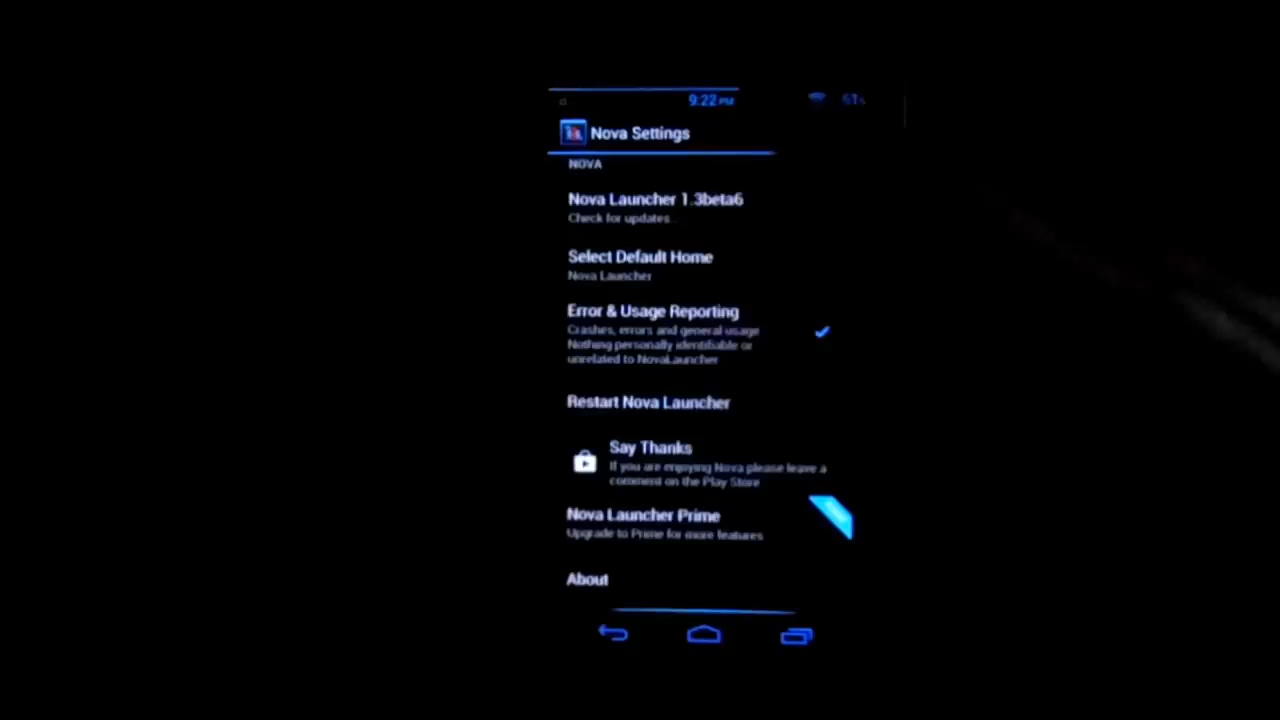 9:22 PM
Nova Settings
NOVA
Nova Launcher 1.3beta6
Check for updates..
Select Default Home
Nova Launcher
Error & Usage Reporting
Crashes, errors and general usage
Nothing personally identifiable or
unrelated to NovaLauncher
Restart Nova Launcher
Say Thanks
If you are enjoying Nova please leave a
comment on the Play Store
Nova Launcher Prime
Upgrade to Prime for more features
About